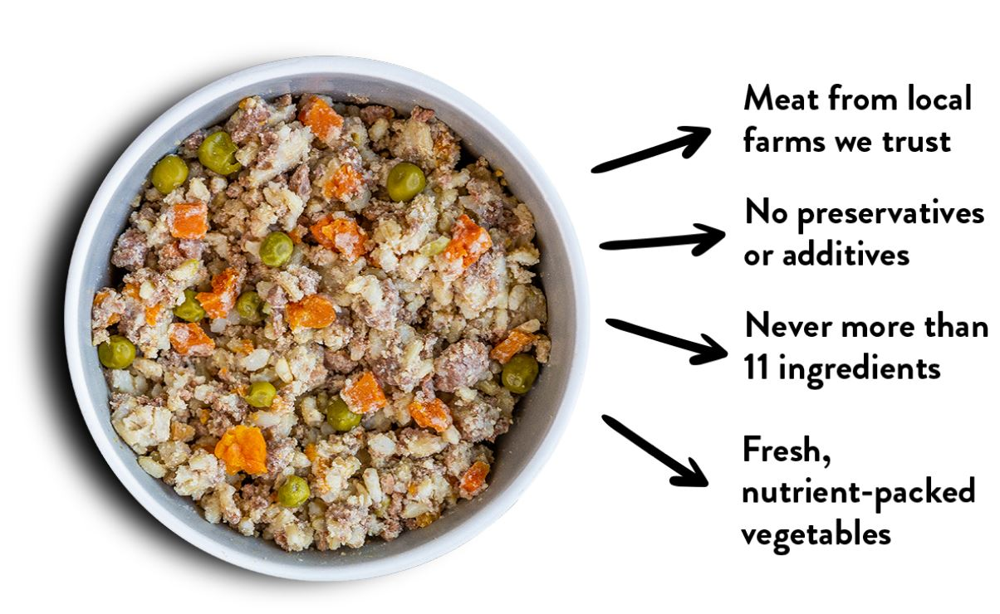 Meat from local
farms we trust
No preservatives
or additives
Never more than
11 ingredients
Fresh,
nutrient-packed
vegetables